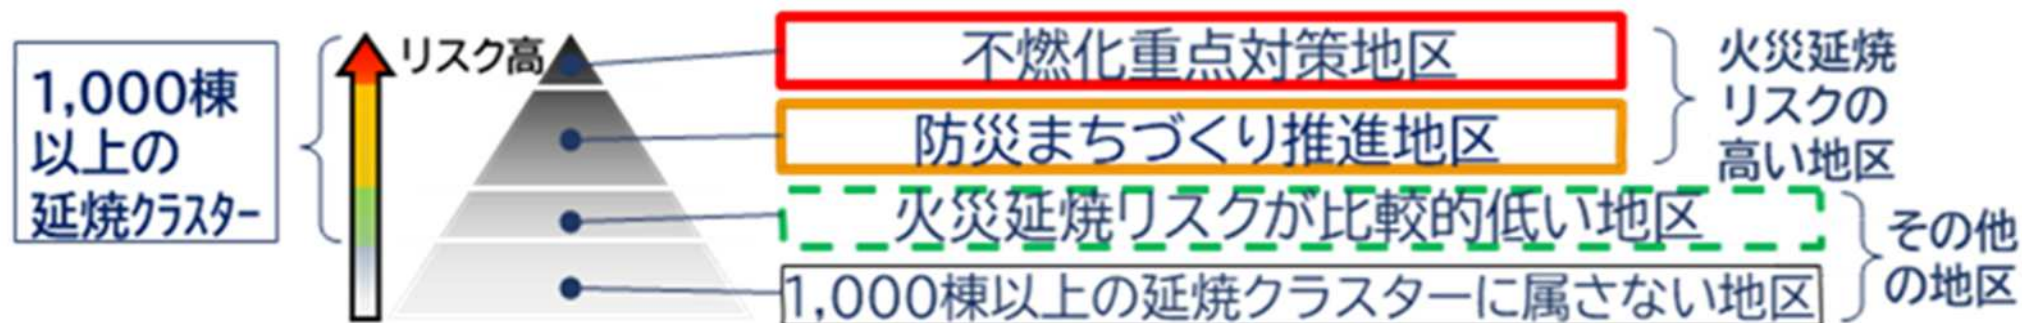 1,000棟
以上の
延焼クラスター
リスク高
不燃化重点対策地区
防災まちづくり推進地区
火災延焼リスクが比較的低い地区
1,000棟以上の延焼クラスターに属さない地区
火災延焼
リスクの
高い地区
その他
の地区